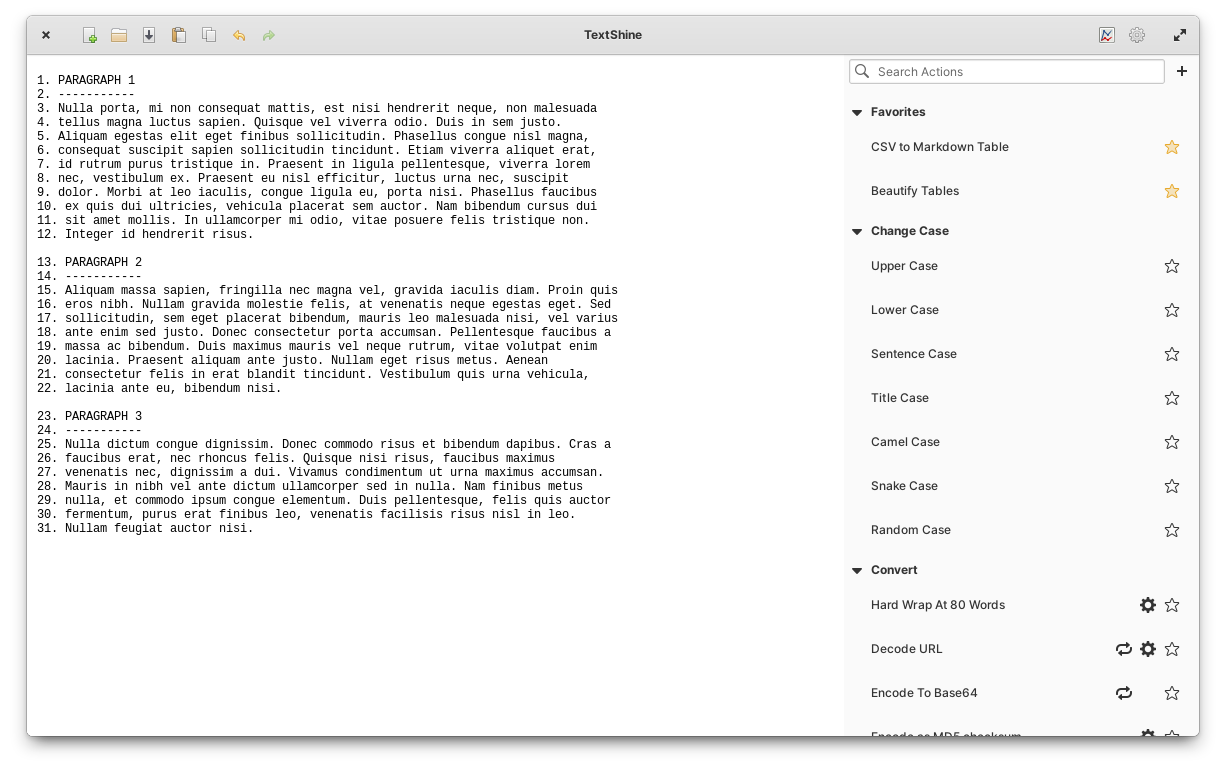 TextShine
1. PARAGRAPH 1
2. -----------
3. Nulla porta, mi non consequat mattis, est nisi hendrerit neque, non malesuada
4. tellus magna luctus sapien. Quisque vel viverra odio. Duis in sem justo.
5. Aliquam egestas elit eget finibus sollicitudin. Phasellus congue nisl magna,
6. consequat suscipit sapien sollicitudin tincidunt. Etiam viverra aliquet erat,
7. id rutrum purus tristique in. Praesent in ligula pellentesque, viverra lorem
8. nec, vestibulum ex. Praesent eu nisl efficitur, luctus urna nec, suscipit
9. dolor. Morbi at leo iaculis, congue ligula eu, porta nisi. Phasellus faucibus
10. ex quis dui ultricies, vehicula placerat sem auctor. Nam bibendum cursus dui
11. sit amet mollis. In ullamcorper mi odio, vitae posuere felis tristique non.
12. Integer id hendrerit risus.
13. PARAGRAPH 2
14. -----------
15. Aliquam massa sapien, fringilla nec magna vel, gravida iaculis diam. Proin quis
16. eros nibh. Nullam gravida molestie felis, at venenatis neque egestas eget. Sed
17. sollicitudin, sem eget placerat bibendum, mauris leo malesuada nisi, vel varius
18. ante enim sed justo. Donec consectetur porta accumsan. Pellentesque faucibus a
19. massa ac bibendum. Duis maximus mauris vel neque rutrum, vitae volutpat enim
20. lacinia. Praesent aliquam ante justo. Nullam eget risus metus. Aenean
21. consectetur felis in erat blandit tincidunt. Vestibulum quis urna vehicula,
22. lacinia ante eu, bibendum nisi.
23. PARAGRAPH 3
24. -----------
25. Nulla dictum congue dignissim. Donec commodo risus et bibendum dapibus. Cras a
26. faucibus erat, nec rhoncus felis. Quisque nisi risus, faucibus maximus
27. venenatis nec, dignissim a dui. Vivamus condimentum ut urna maximus accumsan.
28. Mauris in nibh vel ante dictum ullamcorper sed in nulla. Nam finibus metus
29. nulla, et commodo ipsum congue elementum. Duis pellentesque, felis quis auctor
30. fermentum, purus erat finibus leo, venenatis facilisis risus nisl in leo.
31. Nullam feugiat auctor nisi.
Search Actions
Favorites
CSV to Markdown Table
Beautify Tables
Change Case
Upper Case
Lower Case
Sentence Case
Title Case
Camel Case
Snake Case
Random Case
Convert
Hard Wrap At 80 Words
Decode URL
Encode To Base64
Encode as MD5 checksum